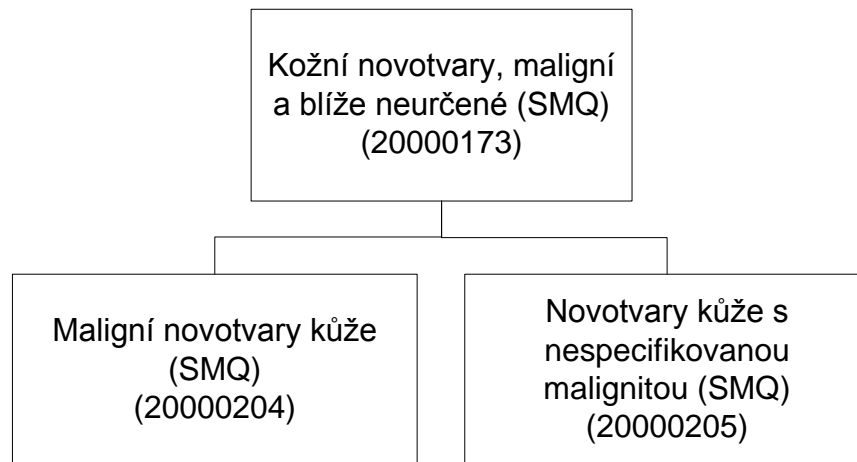 Kožní novotvary, maligní
a blíže neurčené (SMQ)
(20000173)
Maligní novotvary kůže
(SMQ)
(20000204)
Novotvary kůže s
nespecifikovanou
malignitou (SMQ)
(20000205)